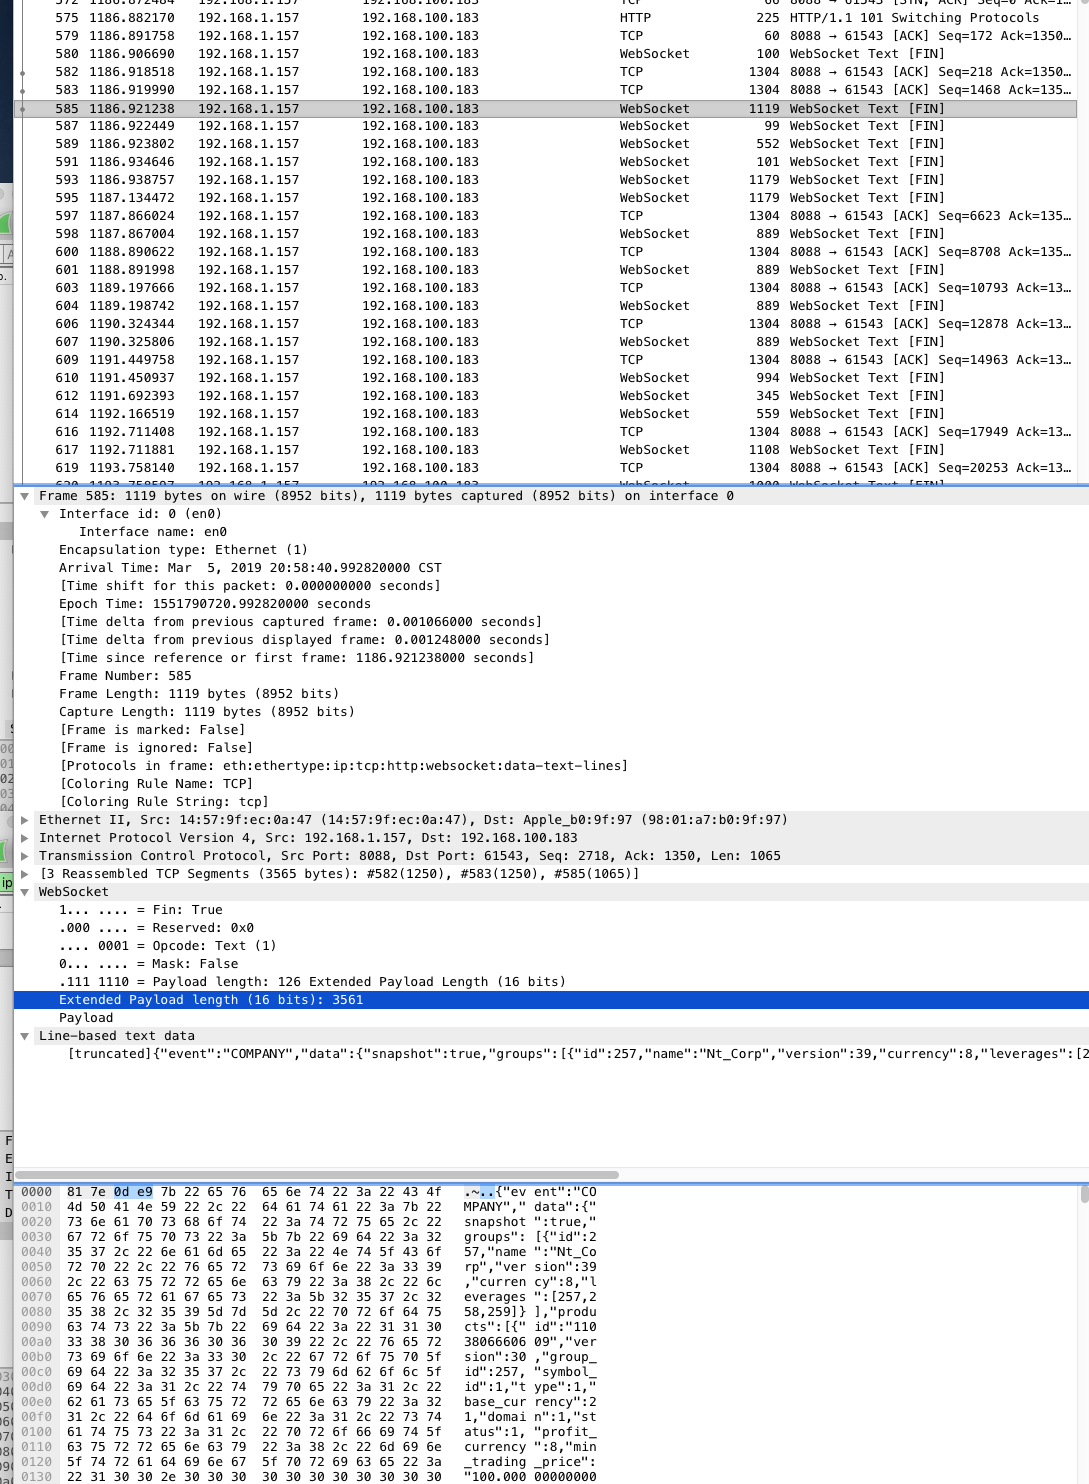 575 1186.882170 192.168.1.157 192.168.100.183 HTTP 225 HTTP/1.1 101 Switching Protocols
579 1186.891758 192.168.1.157 192.168.100.183 TCP 60 8088 → 61543 [ACK] Seq=172 Ack=1350…
580 1186.906690 192.168.1.157 192.168.100.183 WebSocket 100 WebSocket Text [FIN]
582 1186.918518 192.168.1.157 192.168.100.183 TCP 1304 8088 → 61543 [ACK] Seq=218 Ack=1350…
583 1186.919990 192.168.1.157 192.168.100.183 TCP 1304 8088 → 61543 [ACK] Seq=1468 Ack=135…
585 1186.921238 192.168.1.157 192.168.100.183 WebSocket 1119 WebSocket Text [FIN]
587 1186.922449 192.168.1.157 192.168.100.183 WebSocket 99 WebSocket Text [FIN]
589 1186.923802 192.168.1.157 192.168.100.183 WebSocket 552 WebSocket Text [FIN]
591 1186.934646 192.168.1.157 192.168.100.183 WebSocket 101 WebSocket Text [FIN]
593 1186.938757 192.168.1.157 192.168.100.183 WebSocket 1179 WebSocket Text [FIN]
595 1187.134472 192.168.1.157 192.168.100.183 WebSocket 1179 WebSocket Text [FIN]
597 1187.866024 192.168.1.157 192.168.100.183 TCP 1304 8088 → 61543 [ACK] Seq=6623 Ack=135…
598 1187.867004 192.168.1.157 192.168.100.183 WebSocket 889 WebSocket Text [FIN]
600 1188.890622 192.168.1.157 192.168.100.183 TCP 1304 8088 → 61543 [ACK] Seq=8708 Ack=135…
601 1188.891998 192.168.1.157 192.168.100.183 WebSocket 889 WebSocket Text [FIN]
603 1189.197666 192.168.1.157 192.168.100.183 TCP 1304 8088 → 61543 [ACK] Seq=10793 Ack=13…
604 1189.198742 192.168.1.157 192.168.100.183 WebSocket 889 WebSocket Text [FIN]
606 1190.324344 192.168.1.157 192.168.100.183 TCP 1304 8088 → 61543 [ACK] Seq=12878 Ack=13…
607 1190.325806 192.168.1.157 192.168.100.183 WebSocket 889 WebSocket Text [FIN]
609 1191.449758 192.168.1.157 192.168.100.183 TCP 1304 8088 → 61543 [ACK] Seq=14963 Ack=13…
610 1191.450937 192.168.1.157 192.168.100.183 WebSocket 994 WebSocket Text [FIN]
612 1191.692393 192.168.1.157 192.168.100.183 WebSocket 345 WebSocket Text [FIN]
614 1192.166519 192.168.1.157 192.168.100.183 WebSocket 559 WebSocket Text [FIN]
616 1192.711408 192.168.1.157 192.168.100.183 TCP 1304 8088 → 61543 [ACK] Seq=17949 Ack=13…
617 1192.711881 192.168.1.157 192.168.100.183 WebSocket 1108 WebSocket Text [FIN]
619 1193.758140 192.168.1.157 192.168.100.183 TCP 1304 8088 → 61543 [ACK] Seq=20253 Ack=13…
Frame 585: 1119 bytes on wire (8952 bits), 1119 bytes captured (8952 bits) on interface 0
Interface id: 0 (en0)
Interface name: en0
Encapsulation type: Ethernet (1)
Arrival Time: Mar 5, 2019 20:58:40.992820000 CST
[Time shift for this packet: 0.000000000 seconds]
Epoch Time: 1551790720.992820000 seconds
[Time delta from previous captured frame: 0.001066000 seconds]
[Time delta from previous displayed frame: 0.001248000 seconds]
[Time since reference or first frame: 1186.921238000 seconds]
Frame Number: 585
Frame Length: 1119 bytes (8952 bits)
Capture Length: 1119 bytes (8952 bits)
[Frame is marked: False]
[Frame is ignored: False]
[Protocols in frame: eth:ethertype:ip:tcp:http:websocket:data-text-lines]
[Coloring Rule Name: TCP]
[Coloring Rule String: tcp]
Ethernet II, Src: 14:57:9f:ec:0a:47 (14:57:9f:ec:0a:47), Dst: Apple_b0:9f:97 (98:01:a7:b0:9f:97)
Internet Protocol Version 4, Src: 192.168.1.157, Dst: 192.168.100.183
Transmission Control Protocol, Src Port: 8088, Dst Port: 61543, Seq: 2718, Ack: 1350, Len: 1065
[3 Reassembled TCP Segments (3565 bytes): #582(1250), #583(1250), #585(1065)]
WebSocket
1... .... = Fin: True
.000 .... = Reserved: 0x0
.... 0001 = Opcode: Text (1)
0... .... = Mask: False
.111 1110 = Payload length: 126 Extended Payload Length (16 bits)
Extended Payload length (16 bits): 3561
Payload
Line-based text data
[truncated]{"event":"COMPANY","data":{"snapshot":true,"groups":[{"id":257,"name":"Nt_Corp","version":39,"currency":8,"leverages":[2
0000 81 7e 0d e9 7b 22 65 76 65 6e 74 22 3a 22 43 4f .~..{"ev ent":"CO
0010 4d 50 41 4e 59 22 2c 22 64 61 74 61 22 3a 7b 22 MPANY"," data":{"
0020 73 6e 61 70 73 68 6f 74 22 3a 74 72 75 65 2c 22 snapshot ":true,"
0030 67 72 6f 75 70 73 22 3a 5b 7b 22 69 64 22 3a 32 groups": [{"id":2
0040 35 37 2c 22 6e 61 6d 65 22 3a 22 4e 74 5f 43 6f 57,"name ":"Nt_Co
0050 72 70 22 2c 22 76 65 72 73 69 6f 6e 22 3a 33 39 rp","ver sion":39
0060 2c 22 63 75 72 72 65 6e 63 79 22 3a 38 2c 22 6c ,"curren cy":8,"l
0070 65 76 65 72 61 67 65 73 22 3a 5b 32 35 37 2c 32 everages ":[257,2
0080 35 38 2c 32 35 39 5d 7d 5d 2c 22 70 72 6f 64 75 58,259]} ],"produ
0090 63 74 73 22 3a 5b 7b 22 69 64 22 3a 22 31 31 30 cts":[{" id":"110
00a0 33 38 30 36 36 36 30 36 30 39 22 2c 22 76 65 72 38066606 09","ver
00b0 73 69 6f 6e 22 3a 33 30 2c 22 67 72 6f 75 70 5f sion":30 ,"group_
00c0 69 64 22 3a 32 35 37 2c 22 73 79 6d 62 6f 6c 5f id":257, "symbol_
00d0 69 64 22 3a 31 2c 22 74 79 70 65 22 3a 31 2c 22 id":1,"t ype":1,"
00e0 62 61 73 65 5f 63 75 72 72 65 6e 63 79 22 3a 32 base_cur rency":2
00f0 31 2c 22 64 6f 6d 61 69 6e 22 3a 31 2c 22 73 74 1,"domai n":1,"st
0100 61 74 75 73 22 3a 31 2c 22 70 72 6f 66 69 74 5f atus":1, "profit_
0110 63 75 72 72 65 6e 63 79 22 3a 38 2c 22 6d 69 6e currency ":8,"min
0120 5f 74 72 61 64 69 6e 67 5f 70 72 69 63 65 22 3a _trading _price":
0130 22 31 30 30 2e 30 30 30 30 30 30 30 30 30 30 30 "100.000 00000000